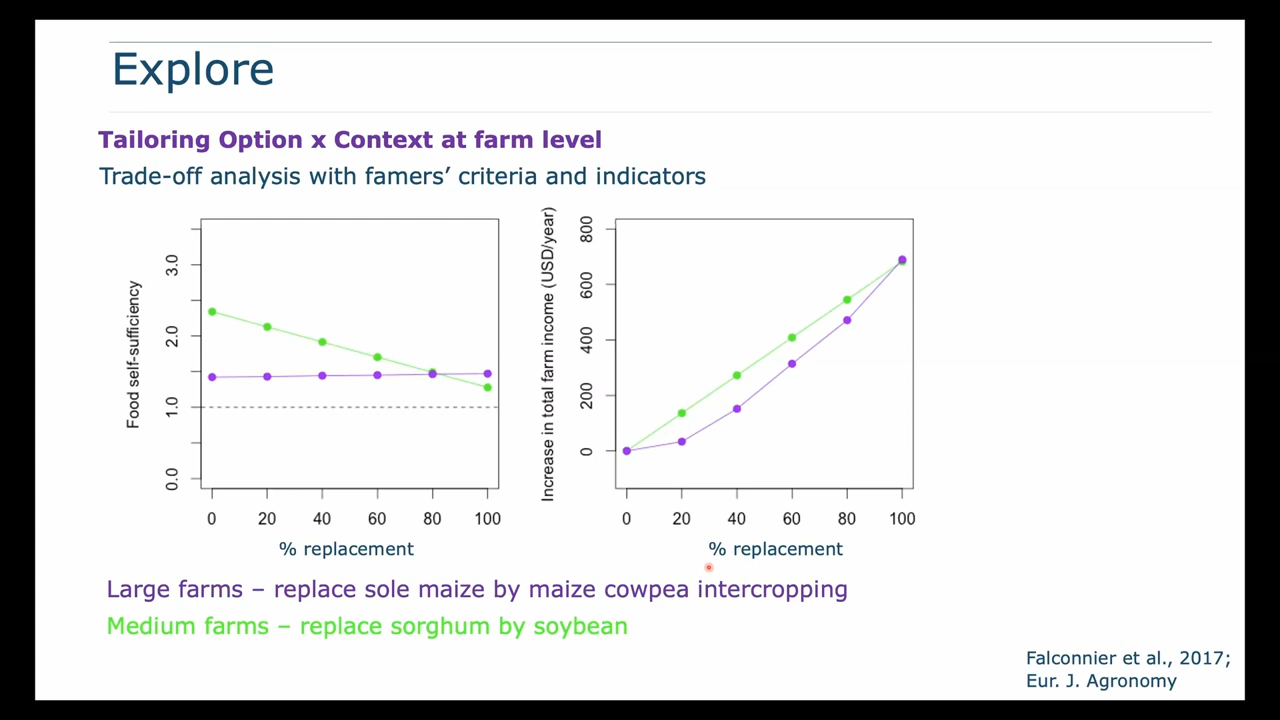 Explore
Tailoring Option x Context at farm level
Trade-off analysis with famers’ criteria and indicators
Food self-sufficiency
3.0
2.0
1.0
0.0
0 20 40 60 80 100
% replacement
Increase in total farm income (USD/year)
800
600
400
200
0
0 20 40 60 80 100
% replacement
Large farms – replace sole maize by maize cowpea intercropping
Medium farms – replace sorghum by soybean
Falconnier et al., 2017;
Eur. J. Agronomy